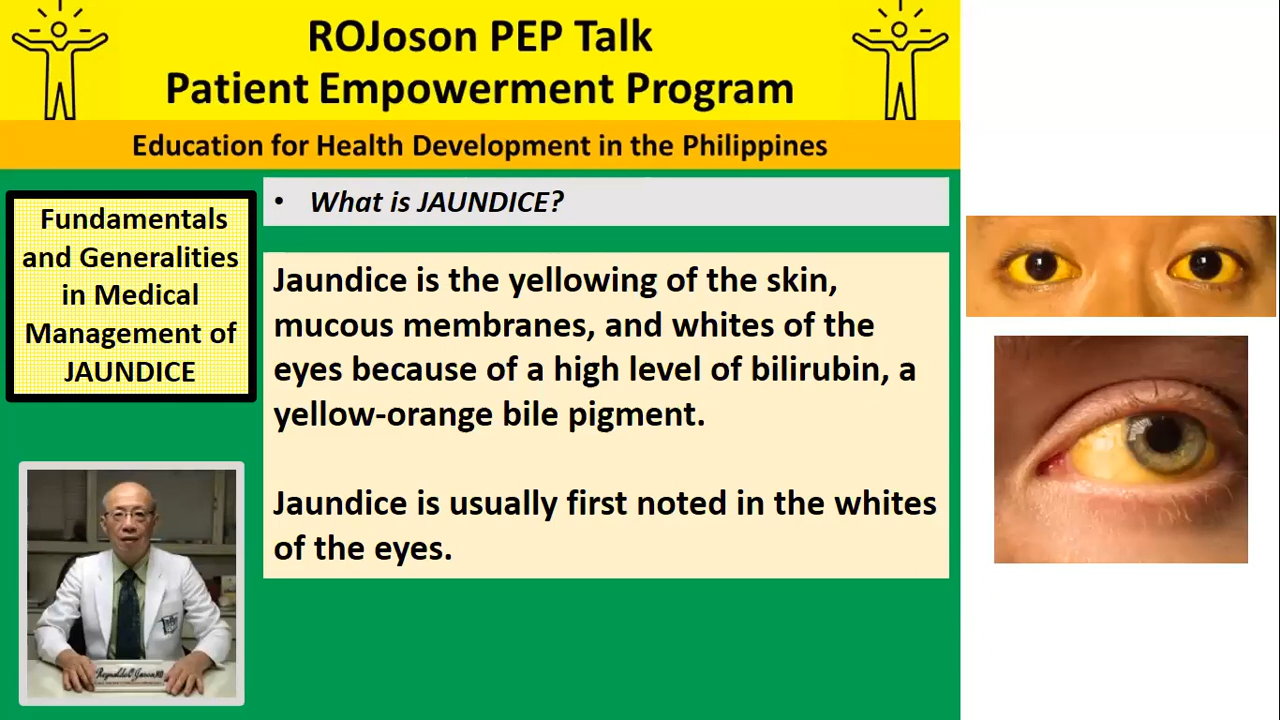 ROJoson PEP Talk
Patient Empowerment Program
Education for Health Development in the Philippines
Fundamentals
and Generalities
in Medical
Management of
JAUNDICE
• What is JAUNDICE?
Jaundice is the yellowing of the skin,
mucous membranes, and whites of the
eyes because of a high level of bilirubin, a
yellow-orange bile pigment.
Jaundice is usually first noted in the whites
of the eyes.